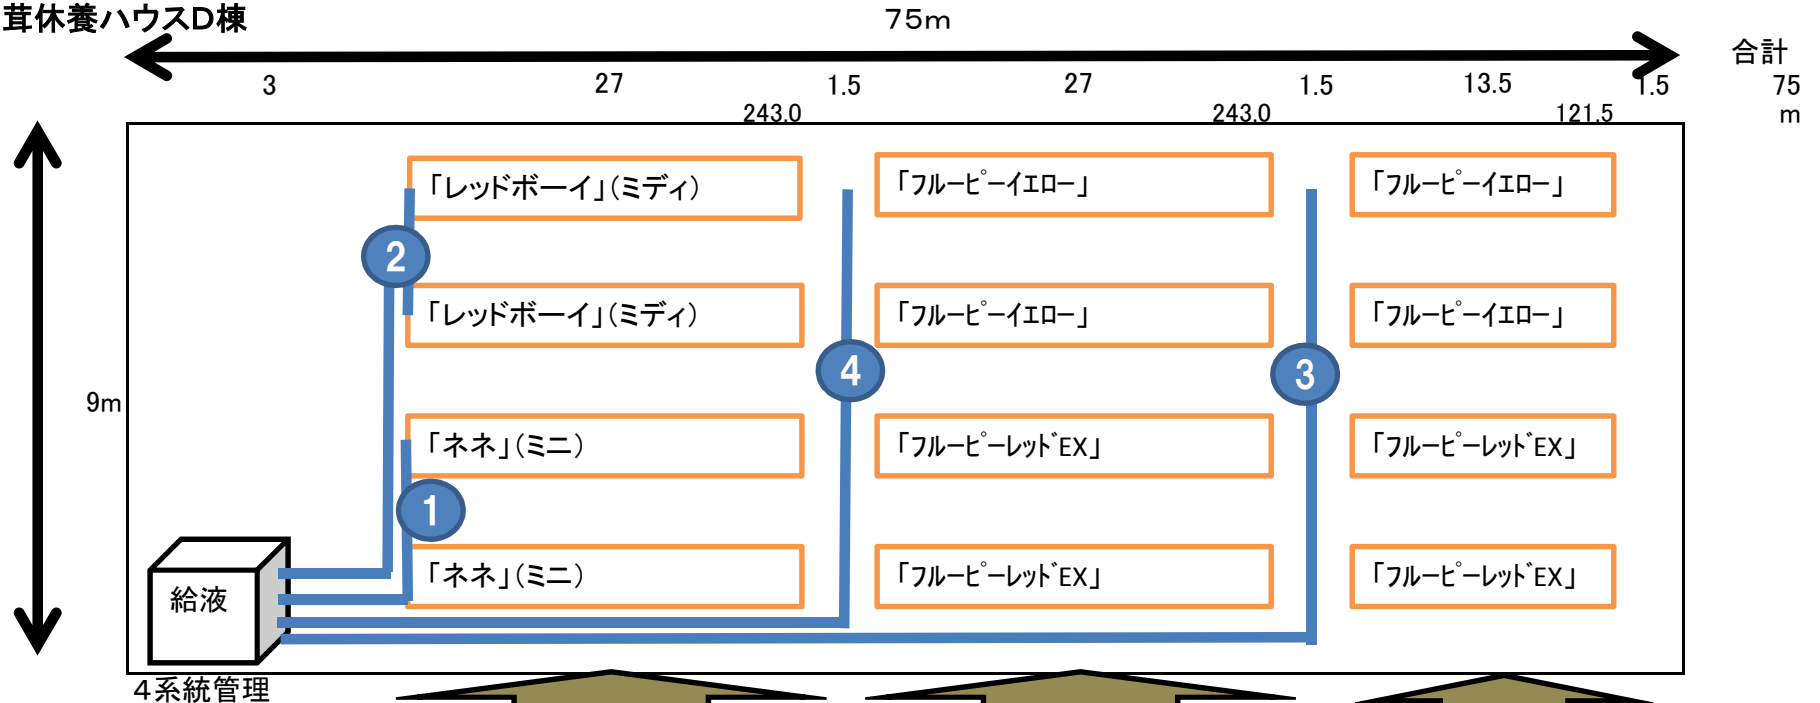 茸休養ハウスD棟
75m
合計
3 27 1.5 27 1.5 13.5 1.5 75
243.0 243.0 121.5 m
「レッドボーイ」(ミディ) 「フルーピーイエロー」 「フルーピーイエロー」
2
「レッドボーイ」(ミディ) 「フルーピーイエロー」 「フルーピーイエロー」
4 3
9m
「ネネ」(ミニ) 「フルーピーレッドEX」 「フルーピーレッドEX」
1
「ネネ」(ミニ) 「フルーピーレッドEX」 「フルーピーレッドEX」
給液
4系統管理